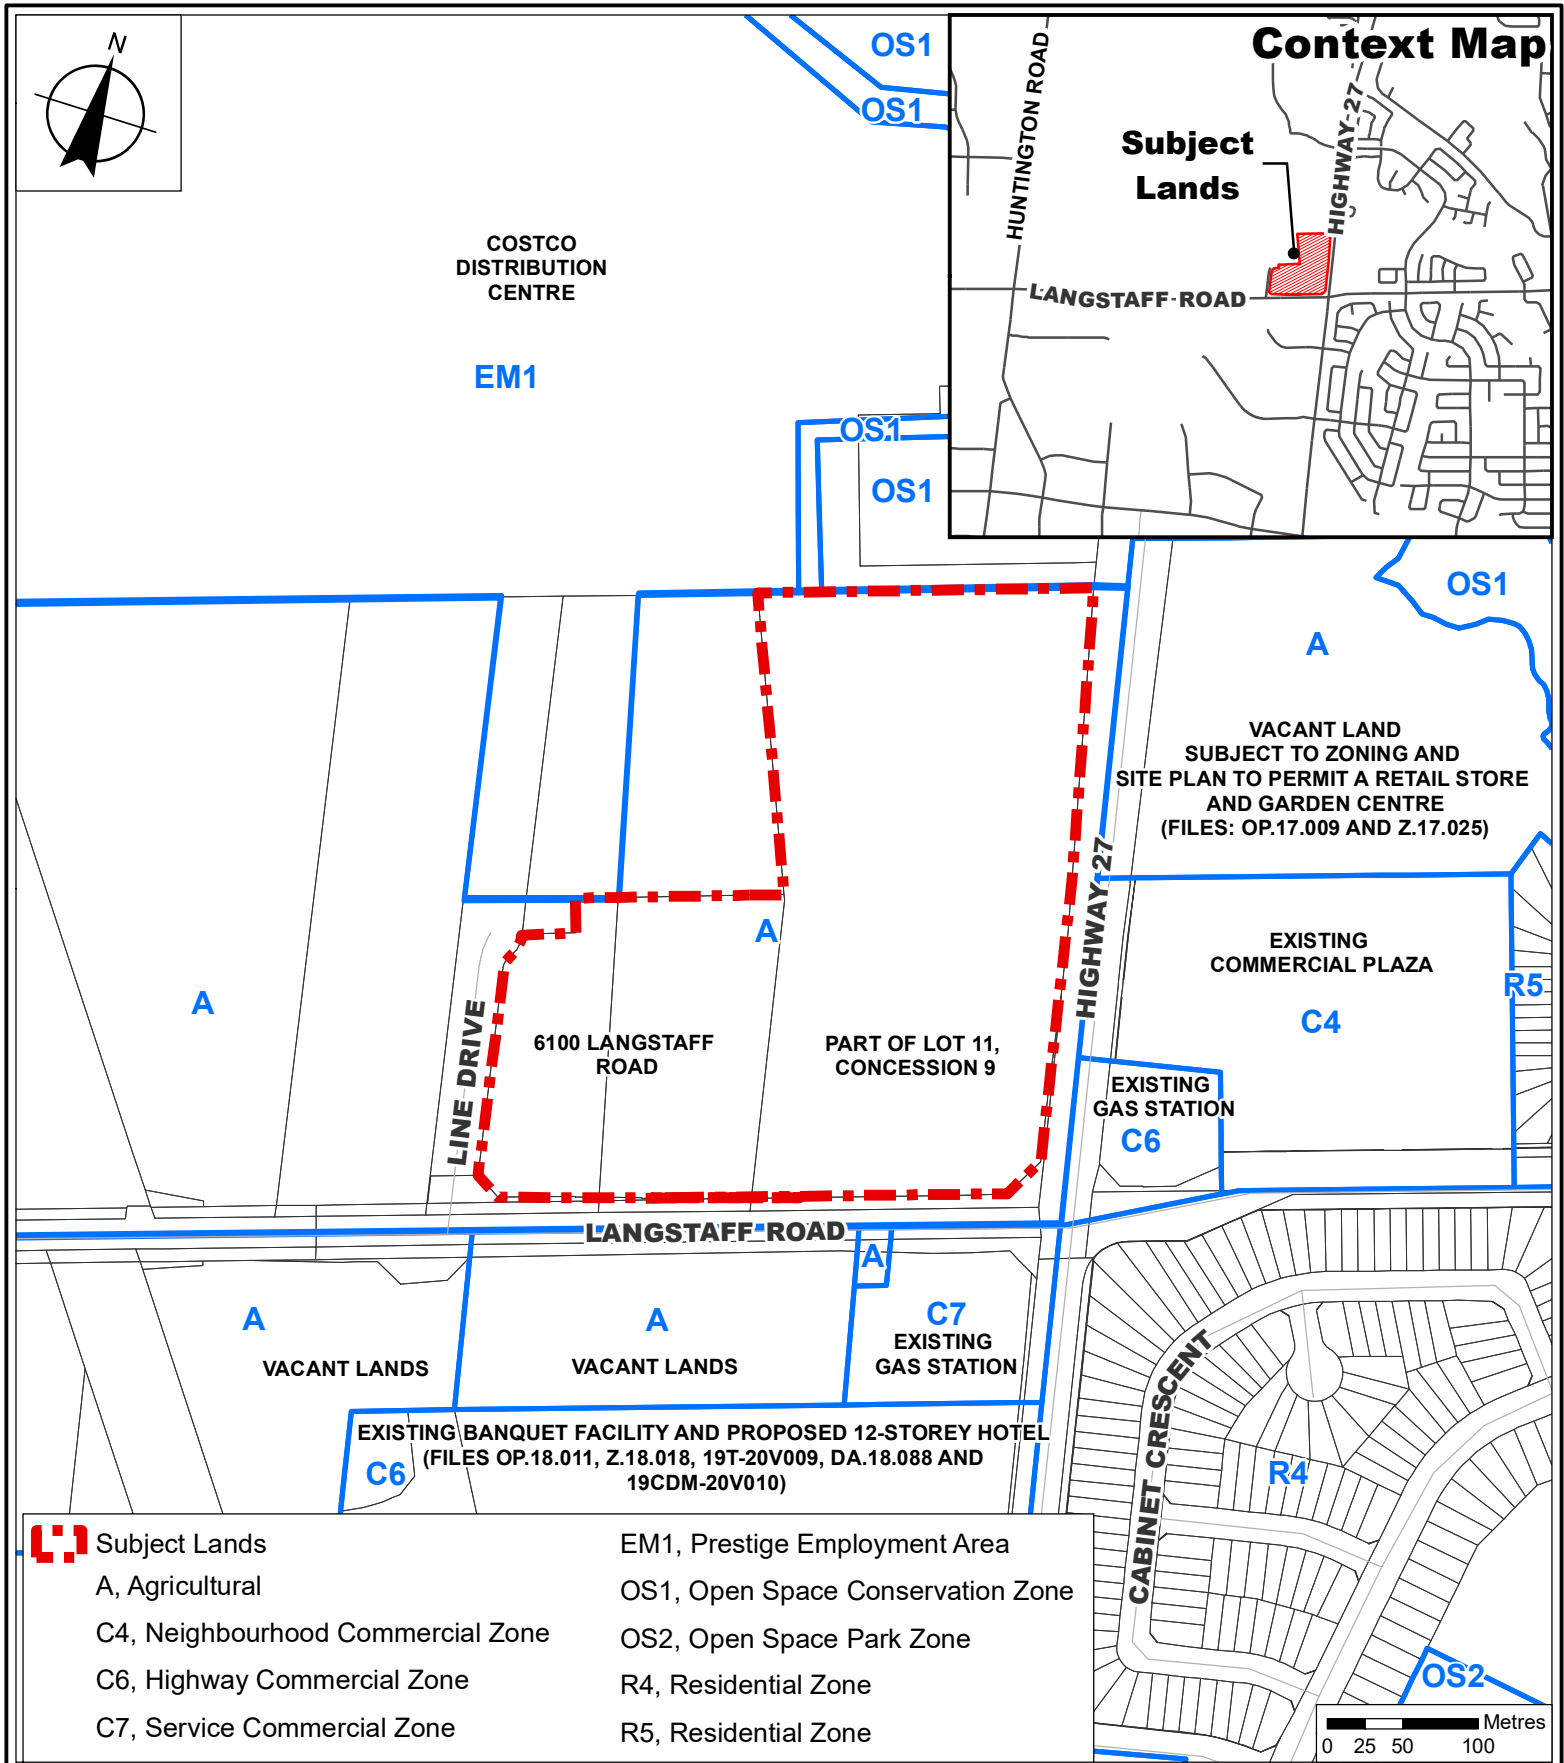 N
OS1
OS1
Context Map
HUNTINGTON ROAD
HIGHWAY 27
Subject
Lands
LANGSTAFF ROAD
COSTCO
DISTRIBUTION
CENTRE
EM1
OS1
OS1
OS1
A
VACANT LAND
SUBJECT TO ZONING AND
SITE PLAN TO PERMIT A RETAIL STORE
AND GARDEN CENTRE
(FILES: OP.17.009 AND Z.17.025)
HIGHWAY 27
A
A
EXISTING
COMMERCIAL PLAZA
C4
R5
LINE DRIVE
6100 LANGSTAFF
ROAD
PART OF LOT 11,
CONCESSION 9
EXISTING
GAS STATION
C6
LANGSTAFF ROAD
A
A
VACANT LANDS
A
VACANT LANDS
C7
EXISTING
GAS STATION
EXISTING BANQUET FACILITY AND PROPOSED 12-STOREY HOTEL
(FILES OP.18.011, Z.18.018, 19T-20V009, DA.18.088 AND
19CDM-20V010)
C6
CABINET CRESCENT
R4
OS2
Subject Lands
A, Agricultural
C4, Neighbourhood Commercial Zone
C6, Highway Commercial Zone
C7, Service Commercial Zone
EM1, Prestige Employment Area
OS1, Open Space Conservation Zone
OS2, Open Space Park Zone
R4, Residential Zone
R5, Residential Zone
Metres
0 25 50 100